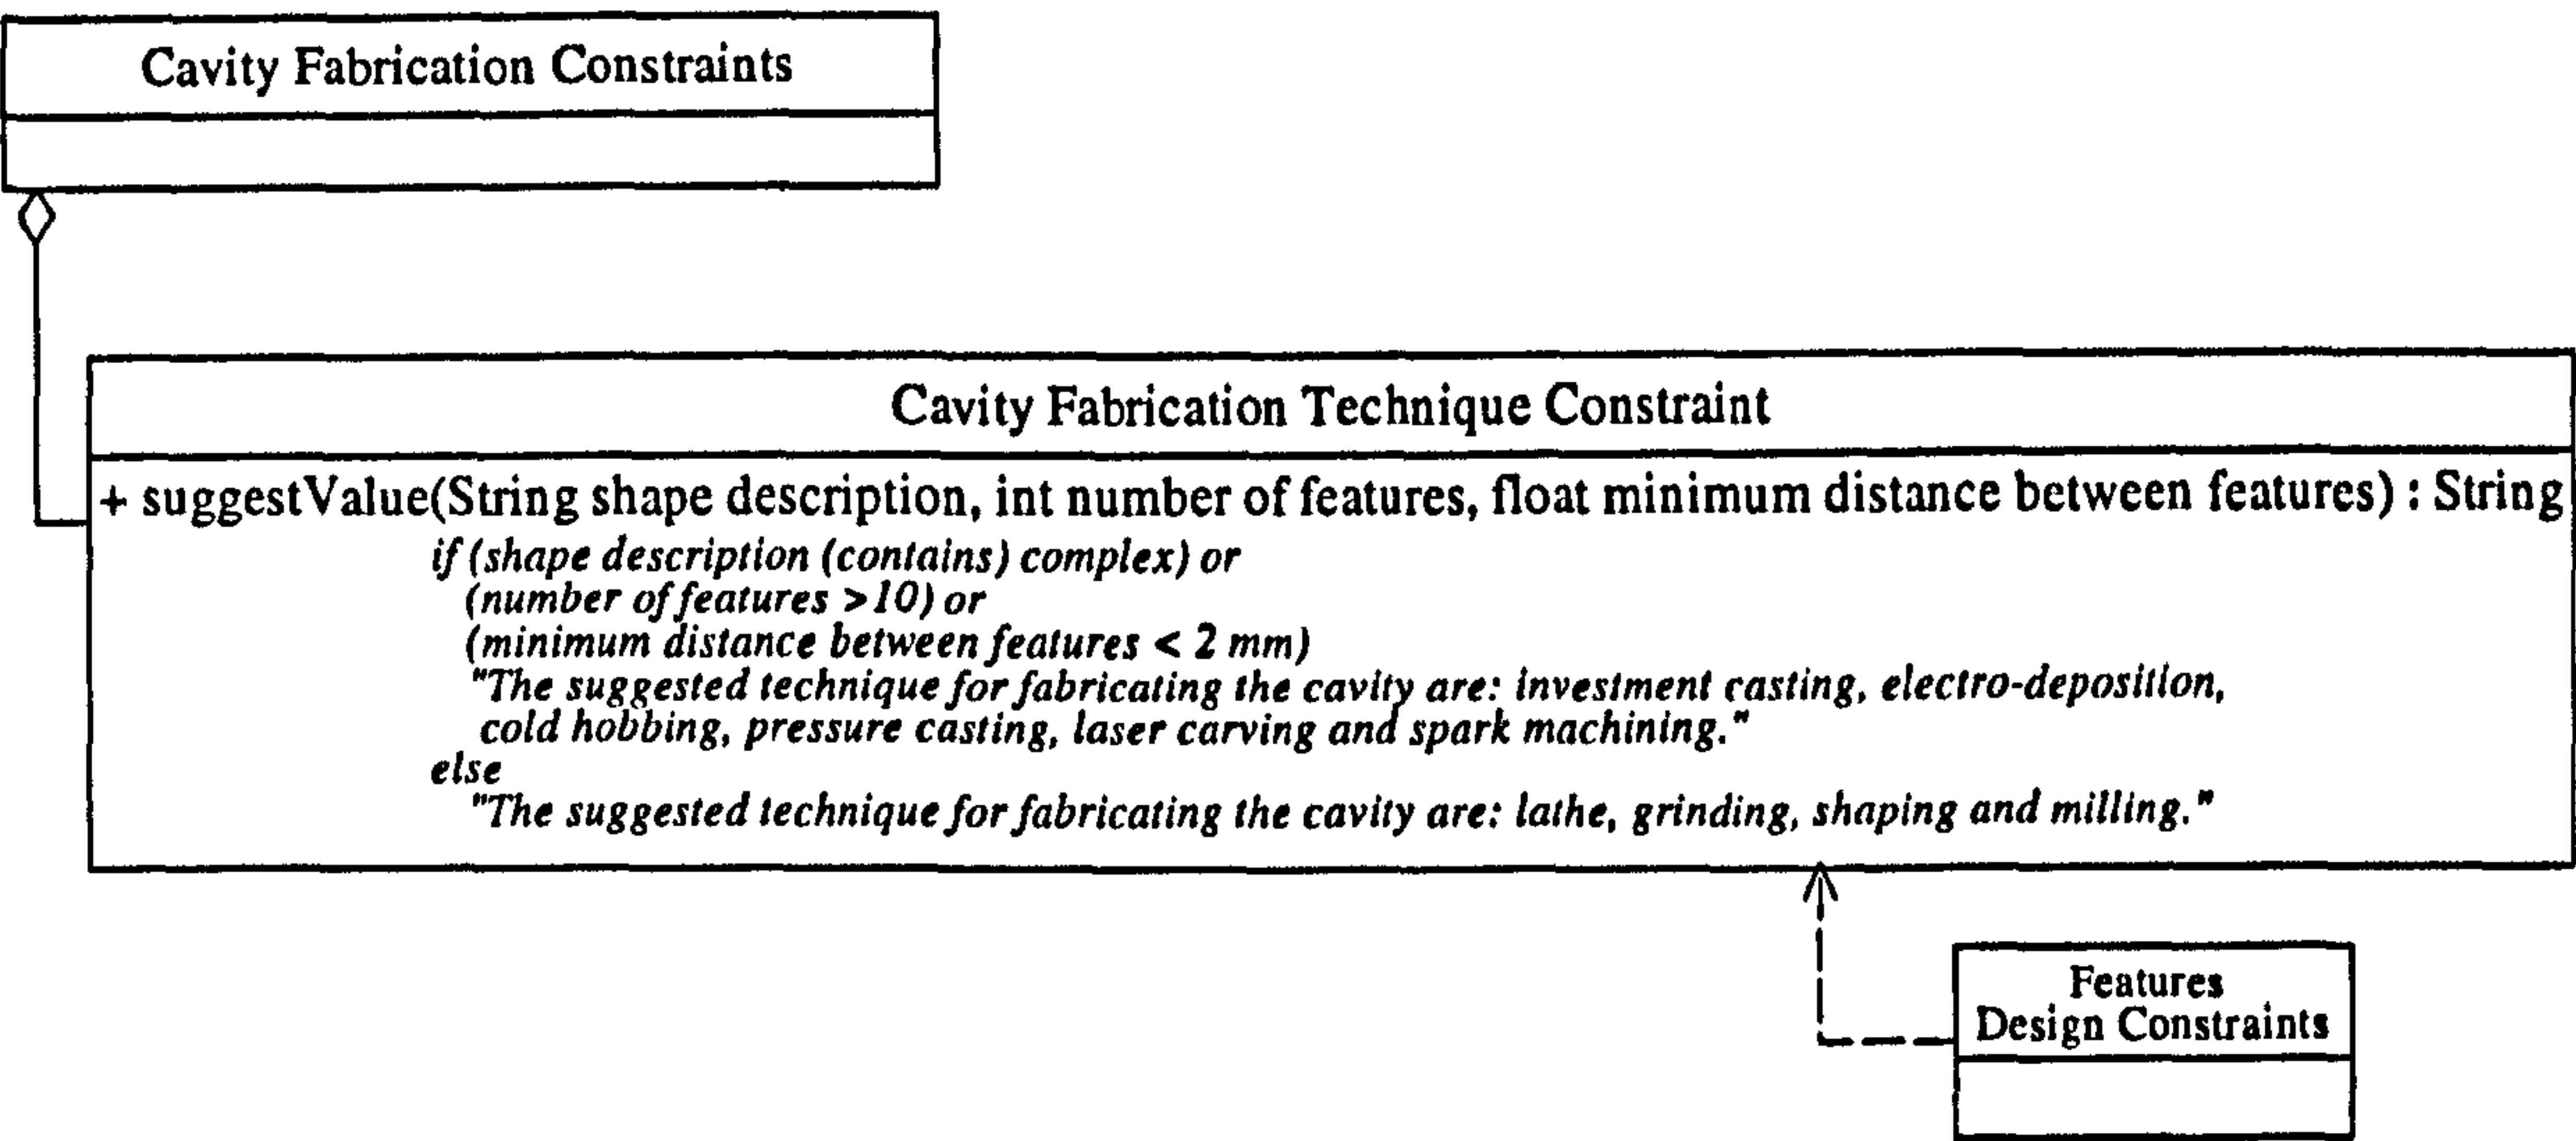 Cavity Fabrication Constraints
Cavity Fabrication Technique Constraint
+ suggestValue(String shape description, int number of features, float minimum distance between features) : String
if (shape description (contains) complex) or
(number of features >10) or
(minimum distance between features < 2 mm)
"The suggested technique for fabricating the cavity are: investment casting, electro-deposition,
cold hobbing, pressure casting, laser carving and spark machining."
else
"The suggested technique for fabricating the cavity are: lathe, grinding, shaping and milling."
Features
Design Constraints